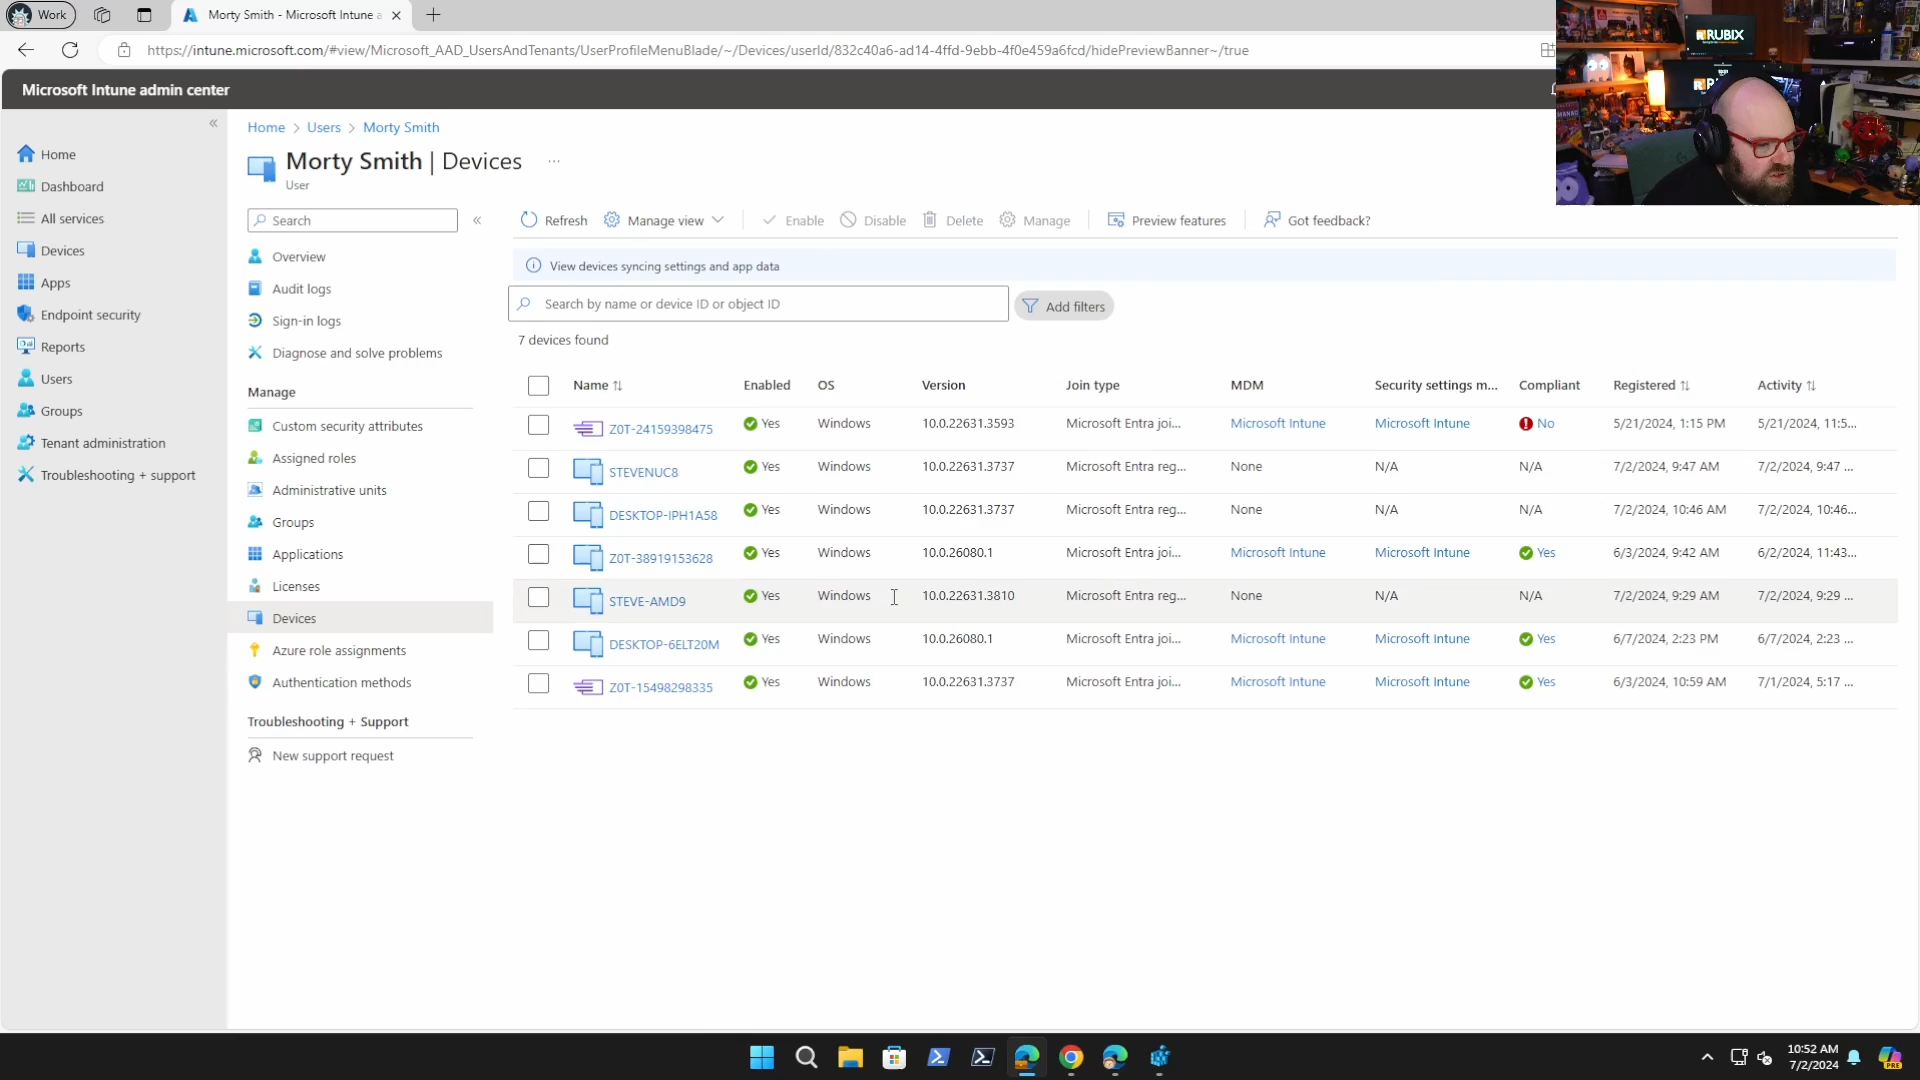 Work
Morty Smith - Microsoft Intune a
https://intune.microsoft.com/#view/Microsoft_AAD_UsersAndTenants/UserProfileMenuBlade/~/Devices/userId/832c40a6-ad14-4ffd-9ebb-4f0e459a6fcd/hidePreviewBanner~/true
RUBIX
Microsoft Intune admin center
Home > Users > Morty Smith
Morty Smith | Devices ...
User
Home
Dashboard
All services
Devices
Apps
Endpoint security
Reports
Users
Groups
Tenant administration
Troubleshooting + support
Search
Overview
Audit logs
Sign-in logs
Diagnose and solve problems
Manage
Custom security attributes
Assigned roles
Administrative units
Groups
Applications
Licenses
Devices
Azure role assignments
Authentication methods
Troubleshooting + Support
New support request
Refresh Manage view Enable Disable Delete Manage Preview features Got feedback?
View devices syncing settings and app data
Search by name or device ID or object ID Add filters
7 devices found
Name Enabled OS Version Join type MDM Security settings m... Compliant Registered Activity
Z0T-24159398475 Yes Windows 10.0.22631.3593 Microsoft Entra joi... Microsoft Intune Microsoft Intune No 5/21/2024, 1:15 PM 5/21/2024, 11:5...
STEVENUC8 Yes Windows 10.0.22631.3737 Microsoft Entra reg... None N/A N/A 7/2/2024, 9:47 AM 7/2/2024, 9:47 ...
DESKTOP-IPH1A58 Yes Windows 10.0.22631.3737 Microsoft Entra reg... None N/A N/A 7/2/2024, 10:46 AM 7/2/2024, 10:46...
Z0T-38919153628 Yes Windows 10.0.26080.1 Microsoft Entra joi... Microsoft Intune Microsoft Intune Yes 6/3/2024, 9:42 AM 6/2/2024, 11:43...
STEVE-AMD9 Yes Windows 10.0.22631.3810 Microsoft Entra reg... None N/A N/A 7/2/2024, 9:29 AM 7/2/2024, 9:29 ...
DESKTOP-6ELT20M Yes Windows 10.0.26080.1 Microsoft Entra joi... Microsoft Intune Microsoft Intune Yes 6/7/2024, 2:23 PM 6/7/2024, 2:23 ...
Z0T-15498298335 Yes Windows 10.0.22631.3737 Microsoft Entra joi... Microsoft Intune Microsoft Intune Yes 6/3/2024, 10:59 AM 7/1/2024, 5:17 ...
10:52 AM
7/2/2024
PRE